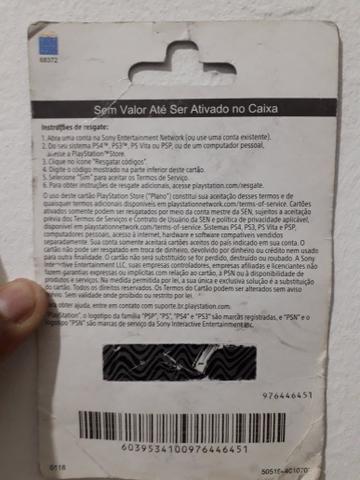 68372
Sem Valor Até Ser Ativado no Caixa
Instruções de resgate:
1. Abra uma conta na Sony Entertainment Network (ou use uma conta existente).
2. Do seu sistema PS4™, PS3™, PS Vita ou PSP, ou de um computador pessoal,
acesse a PlayStation™Store.
3. Clique no ícone "Resgatar códigos".
4. Digite o código mostrado na parte inferior deste cartão.
5. Selecione "Sim" para aceitar os Termos de Serviço.
6. Para obter instruções de resgate adicionais, acesse playstation.com/resgate.
O uso deste cartão PlayStation Store ("Plano") constitui sua aceitação desses termos e de
quaisquer termos adicionais disponíveis em playstationnetwork.com/terms-of-service. Cartões
ativados somente podem ser resgatados por meio da conta mestre da SEN, sujeitos a aceitação
prévia dos Termos de Serviços e Contrato de Usuário da SEN e política de privacidade aplicável,
disponível em playstationnetwork.com/terms-of-service. Sistemas PS4, PS3, PS Vita e PSP,
computadores, acesso à internet, hardware e software compatíveis vendidos
separadamente. Sua conta somente aceitará cartões aceitos do país indicado em sua conta. O
cartão não pode ser resgatado em troca de dinheiro, devolvido por dinheiro ou crédito nem usado
para outra finalidade. O cartão não será substituído se for perdido, destruído ou roubado. A Sony
Interactive Entertainment LLC, suas empresas controladores, empresas afiliadas e licenciantes não
fazem garantias expressas ou implícitas com relação ao cartão, à PSN ou à disponibilidade de
produtos e serviços. Na medida permitida por lei, a sua única e exclusiva solução é a substituição
do cartão. Todos os direitos reservados. Os Termos do Cartão podem ser alterados sem aviso
prévio. Sem validade onde proibido ou restrito por lei.
Para obter ajuda, entre em contato com suporte.br.playstation.com.
"PlayStation", o logotipo da família "PSP", "PS", "PS4" e "PS3" são marcas registradas, e "PSN" e o
logotipo "PSN" são marcas de serviço da Sony Interactive Entertainment Inc.
976446451
6039534100976446451
0116